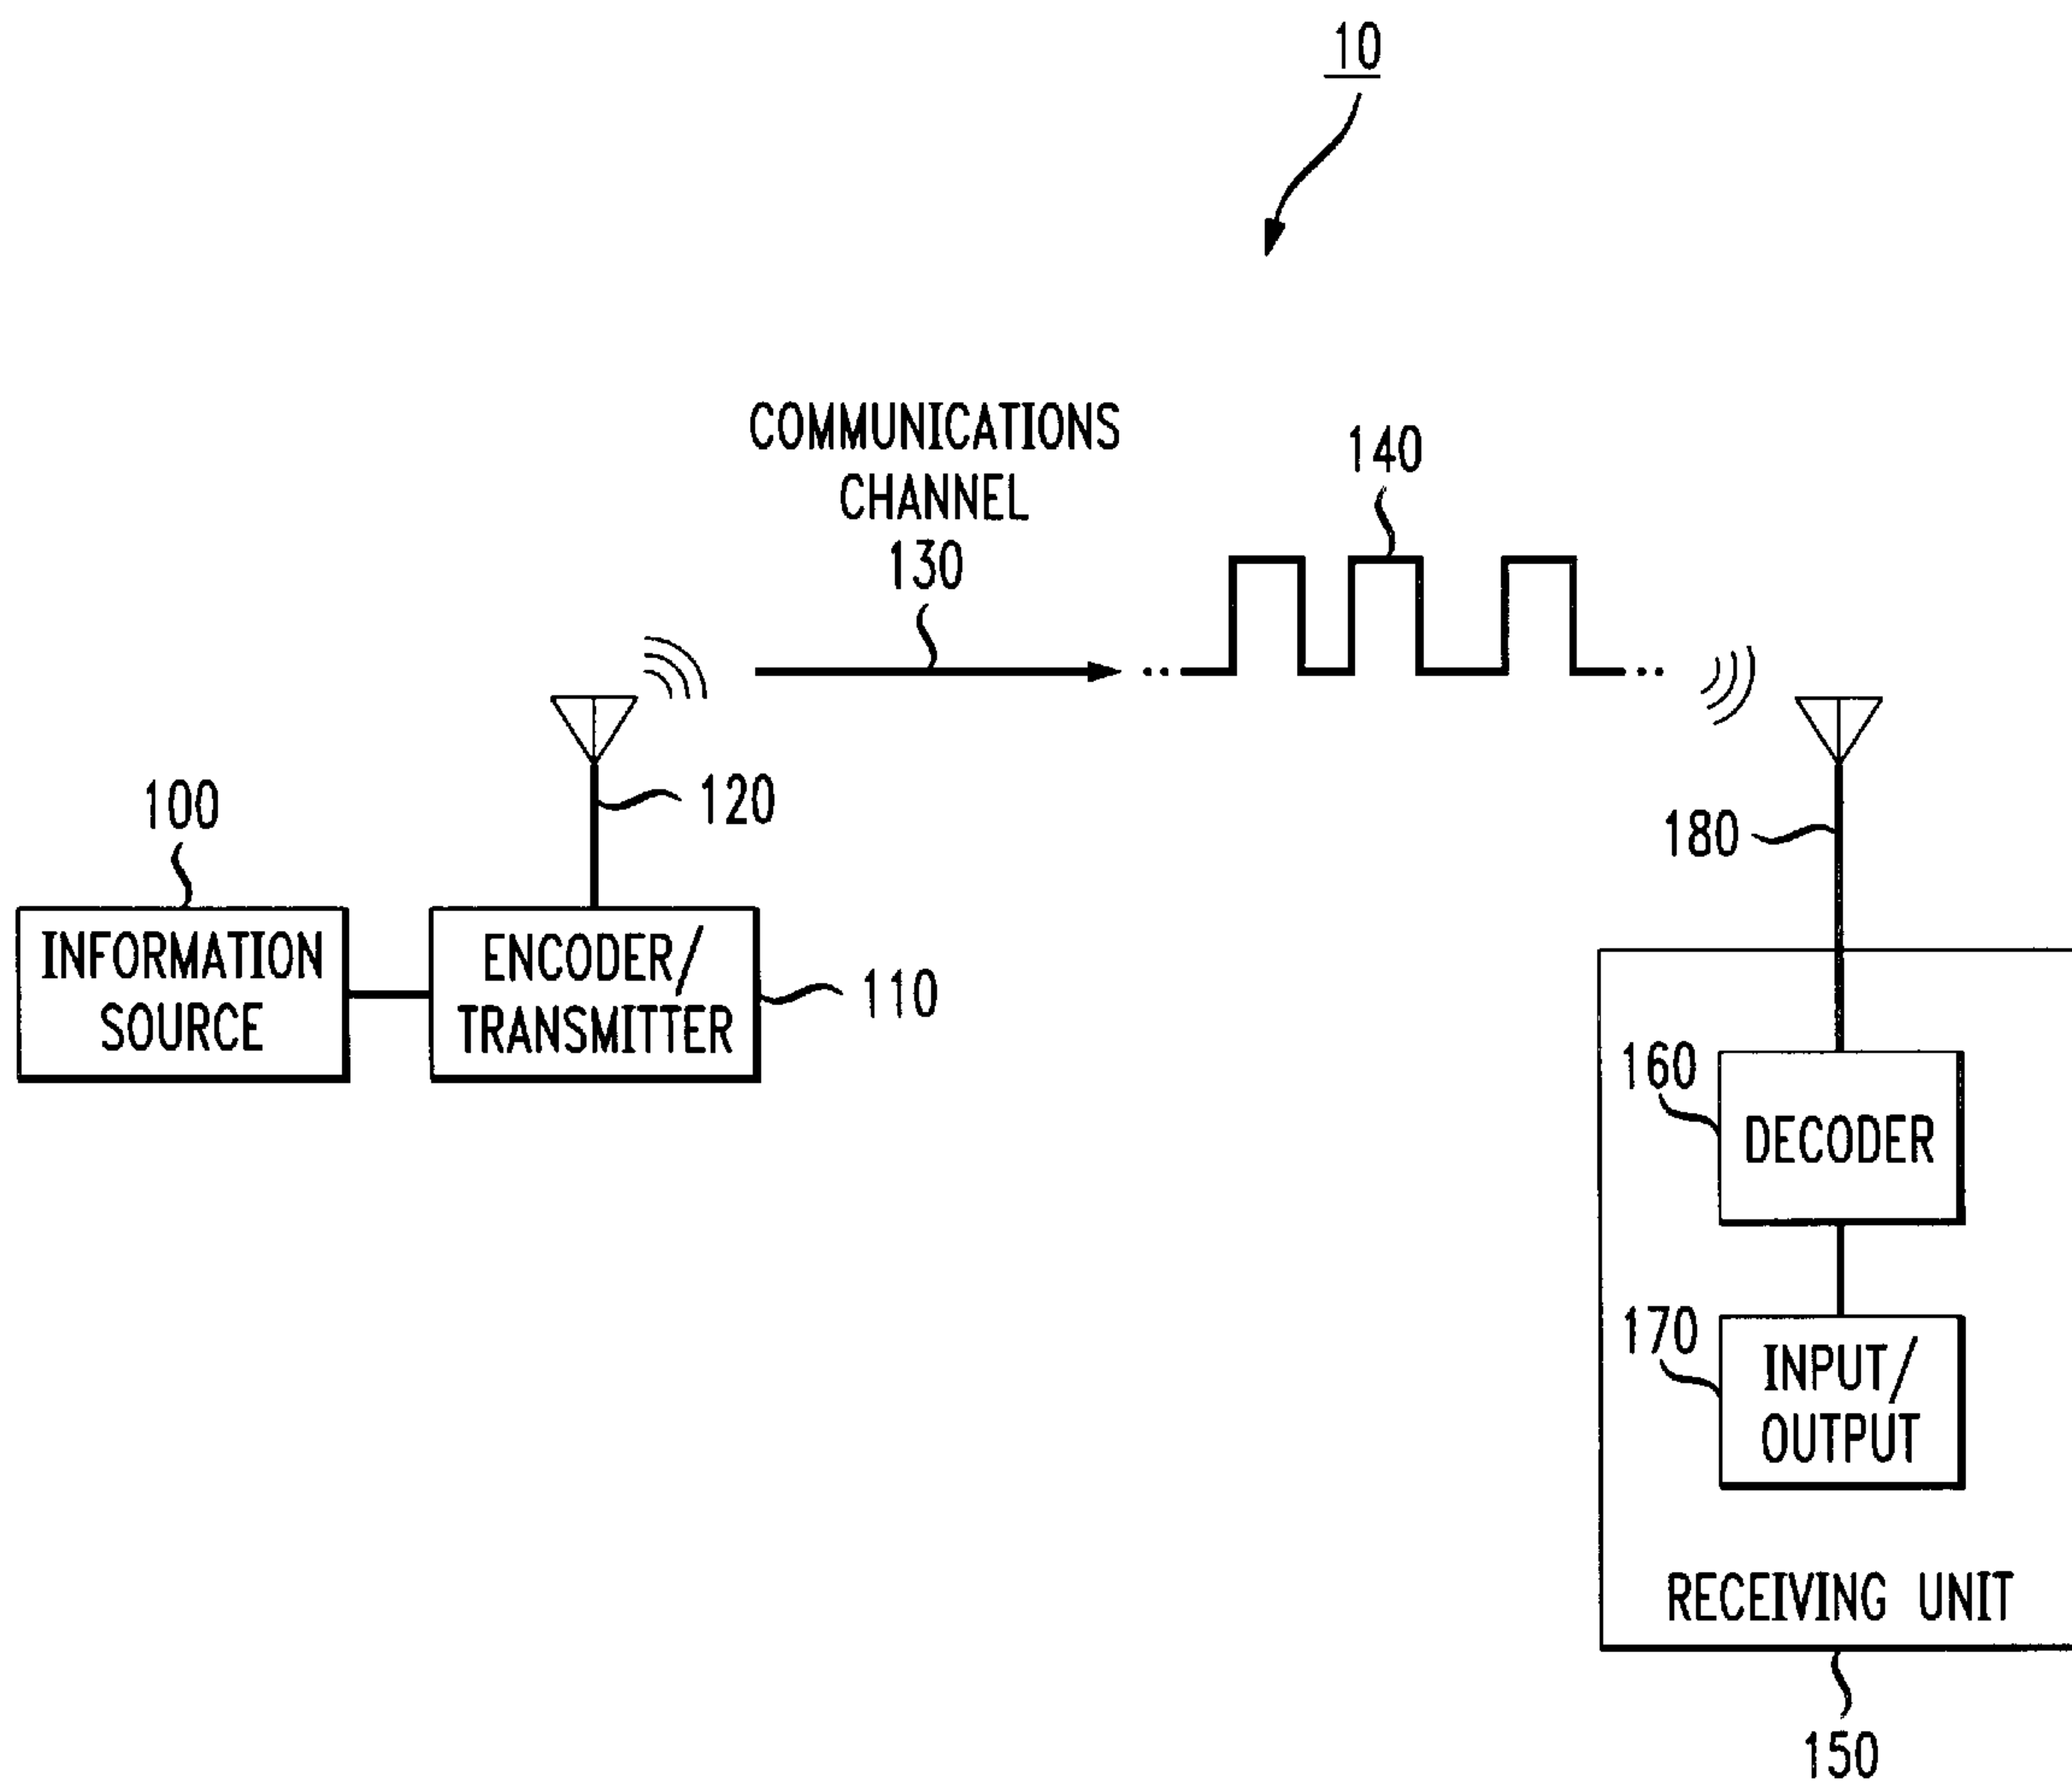 10
COMMUNICATIONS
CHANNEL
130
140
120
100
180
INFORMATION
SOURCE
ENCODER/
TRANSMITTER
110
160
DECODER
170
INPUT/
OUTPUT
RECEIVING UNIT
150